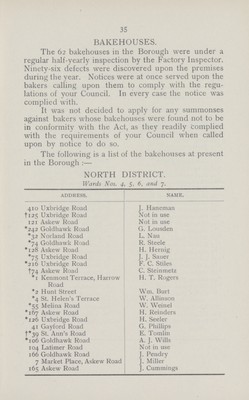 35
BAKEHOUSES.
The 62 bakehouses in the Borough were under a
regular half-yearly inspection by the Factory Inspector.
Ninety-six defects were discovered upon the premises
during the year. Notices were at once served upon the
bakers calling upon them to comply with the regu-
lations of your Council. In every case the notice was
complied with.
It was not decided to apply for any summonses
against bakers whose bakehouses were found not to be
in conformity with the Act, as they readily complied
with the requirements of your Council when called
upon by notice to do so.
The following is a list of the bakehouses at present
in the Borough :—
NORTH DISTRICT.
Wards Nos. 4, 5, 6, and 7.
ADDRESS. NAME.
410 Uxbridge Road J. Haneman
†125 Uxbridge Road Not in use
121 Askew Road Not in use
*242 Goldhawk Road G. Lounden
*32 Norland Road L. Nau
*74 Goldhawk Road R. Steele
*128 Askew Road H. Heroig
*75 Uxbridge Road J. J. Sauer
*216 Uxbridge Road F. C. Stiles
†74 Askew Road C. Steinmetz
*1 Kenmont Terrace, Harrow
Road H. T. Rogers
*2 Hunt Street Wm. Burt
*4 St. Helen's Terrace W. Allinson
*55 Melina Road W. Weisel
*167 Askew Road H. Reinders
*226 Uxbridge Road H. Seeler
41 Gayford Road G. Phillips
†*39 St. Ann's Road E. Tomlin
*106 Goldhawk Road A. J. Wills
104 Latimer Road Not in use
166 Goldhawk Road J. Pendry
7 Market Place, Askew Road J. Miller
165 Askew Road J. Cummings